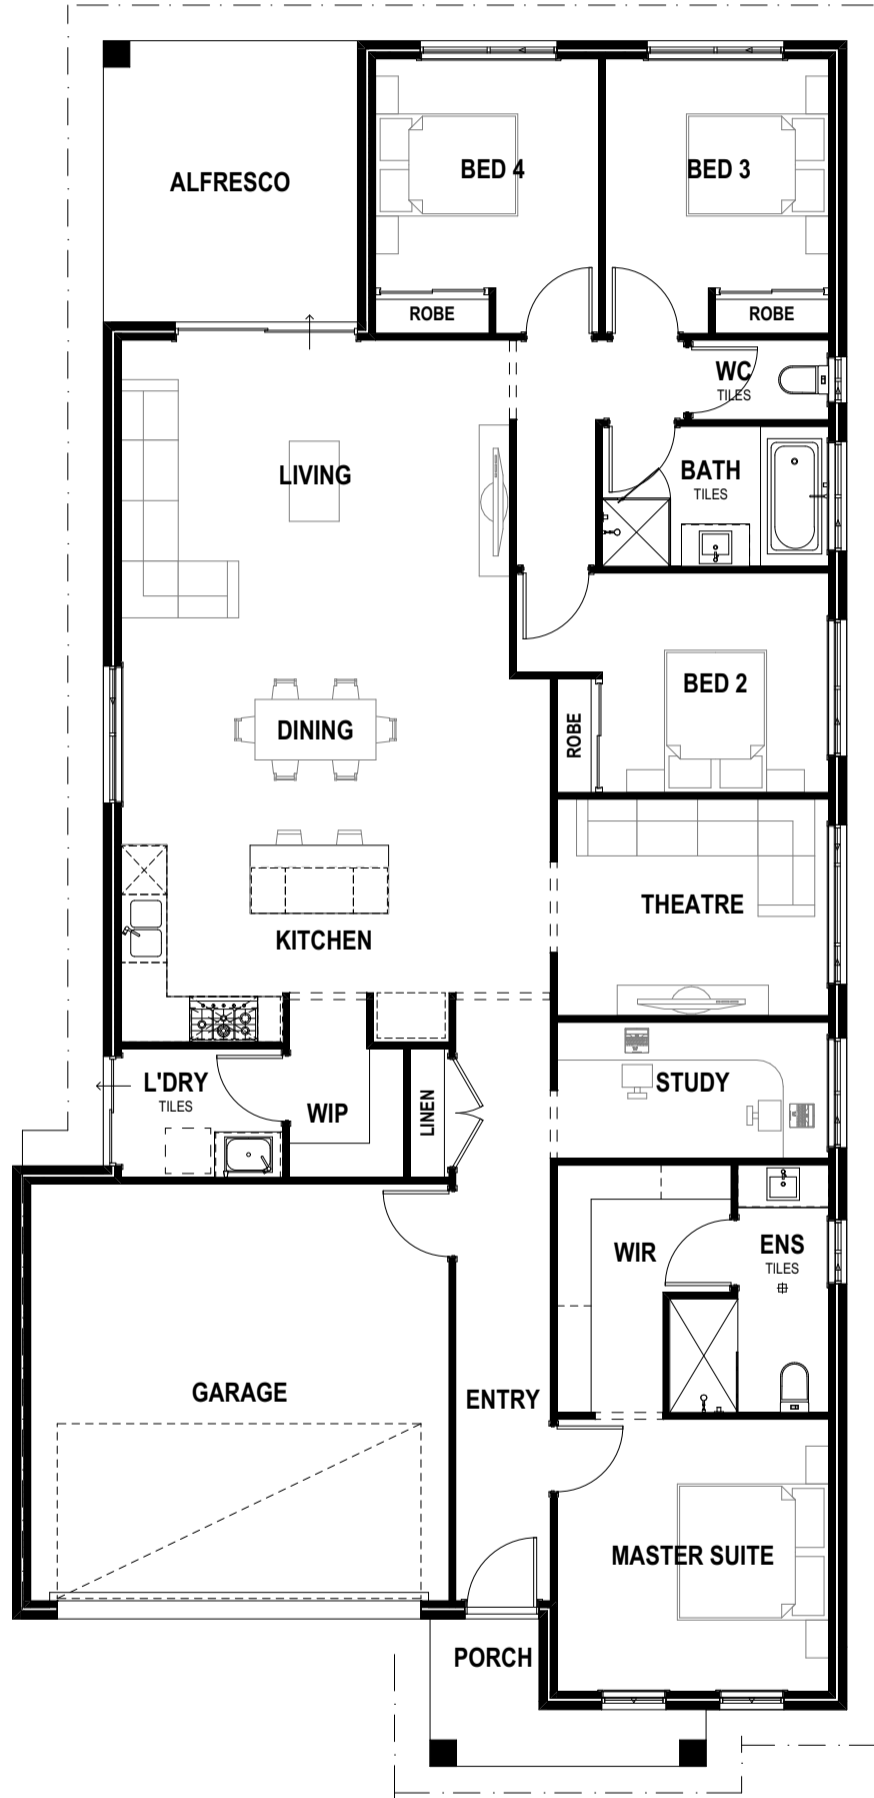 BED 4
BED 3
ALFRESCO
ROBE
ROBE
WC
TILES
LIVING
BATH
TILES
BED 2
DINING
ROBE
THEATRE
KITCHEN
L'DRY
TILES
WIP
LINEN
STUDY
WIR
ENS
TILES
GARAGE
ENTRY
MASTER SUITE
PORCH